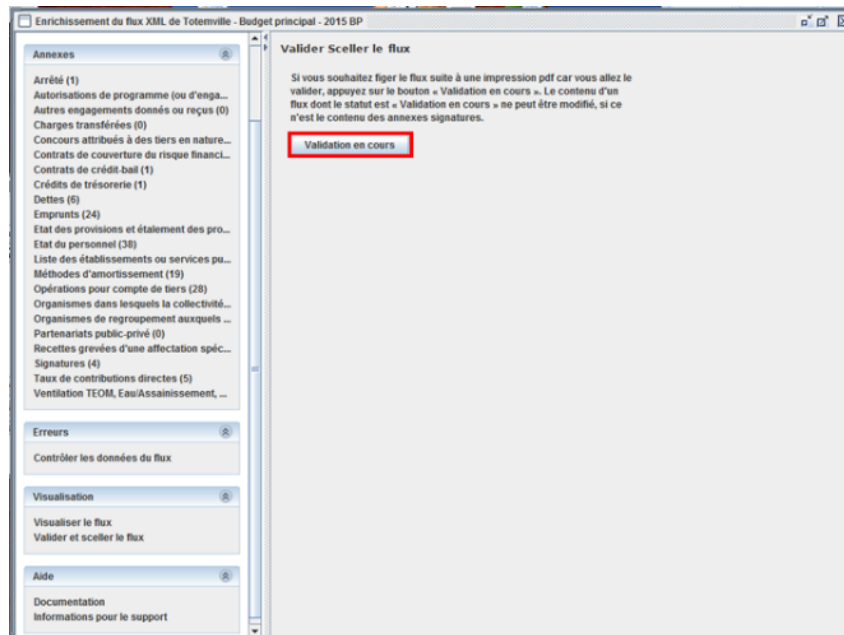 Enrichissement du flux XML de Totemville - Budget principal - 2015 BP
Annexes
Arrêté (1)
Autorisations de programme (ou d'enga...
Autres engagements donnés ou reçus (0)
Charges transférées (0)
Concours attribués à des tiers en nature...
Contrats de couverture du risque financi...
Contrats de crédit-bail (1)
Crédits de trésorerie (1)
Dettes (6)
Emprunts (24)
Etat des provisions et étalement des pro...
Etat du personnel (38)
Liste des établissements ou services pu...
Méthodes d'amortissement (19)
Opérations pour compte de tiers (28)
Organismes dans lesquels la collectivité...
Organismes de regroupement auxquels ...
Partenariats public-privé (0)
Recettes grevées d'une affectation spéc...
Signatures (4)
Taux de contributions directes (5)
Ventilation TEOM, Eau/Assainissement, ...
Erreurs
Contrôler les données du flux
Visualisation
Visualiser le flux
Valider et sceller le flux
Aide
Documentation
Informations pour le support
Valider Sceller le flux
Si vous souhaitez figer le flux suite à une impression pdf car vous allez le
valider, appuyez sur le bouton « Validation en cours ». Le contenu d'un
flux dont le statut est « Validation en cours » ne peut être modifié, si ce
n'est le contenu des annexes signatures.
Validation en cours